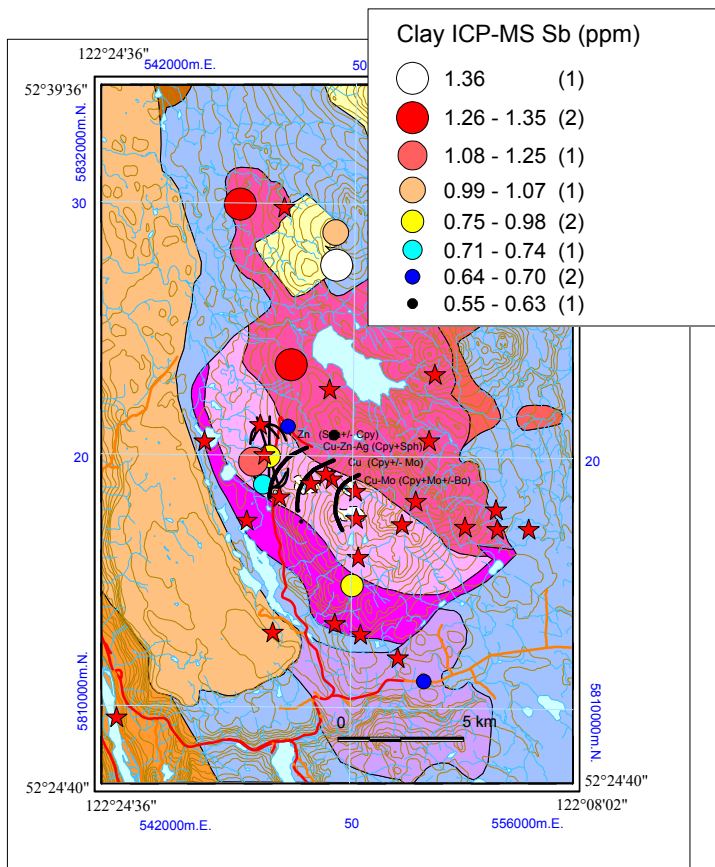 Clay ICP-MS Sb (ppm)
1.36 (1)
1.26 - 1.35 (2)
1.08 - 1.25 (1)
0.99 - 1.07 (1)
0.75 - 0.98 (2)
0.71 - 0.74 (1)
0.64 - 0.70 (2)
0.55 - 0.63 (1)
122°24'36"
542000m.E.
50
52°39'36"
5832000m.N.
30
Zn
Cpy)
Cu-Zn-Ag (Cpy+Sph)
20
20
Cu (Cpy+/- Mo)
Cu-Mo (Cpy+Mo+/-Bo)
5810000m.N.
5810000m.N.
0
5 km
52°24'40"
52°24'40"
122°24'36"
122°08'02"
542000m.E.
50
556000m.E.